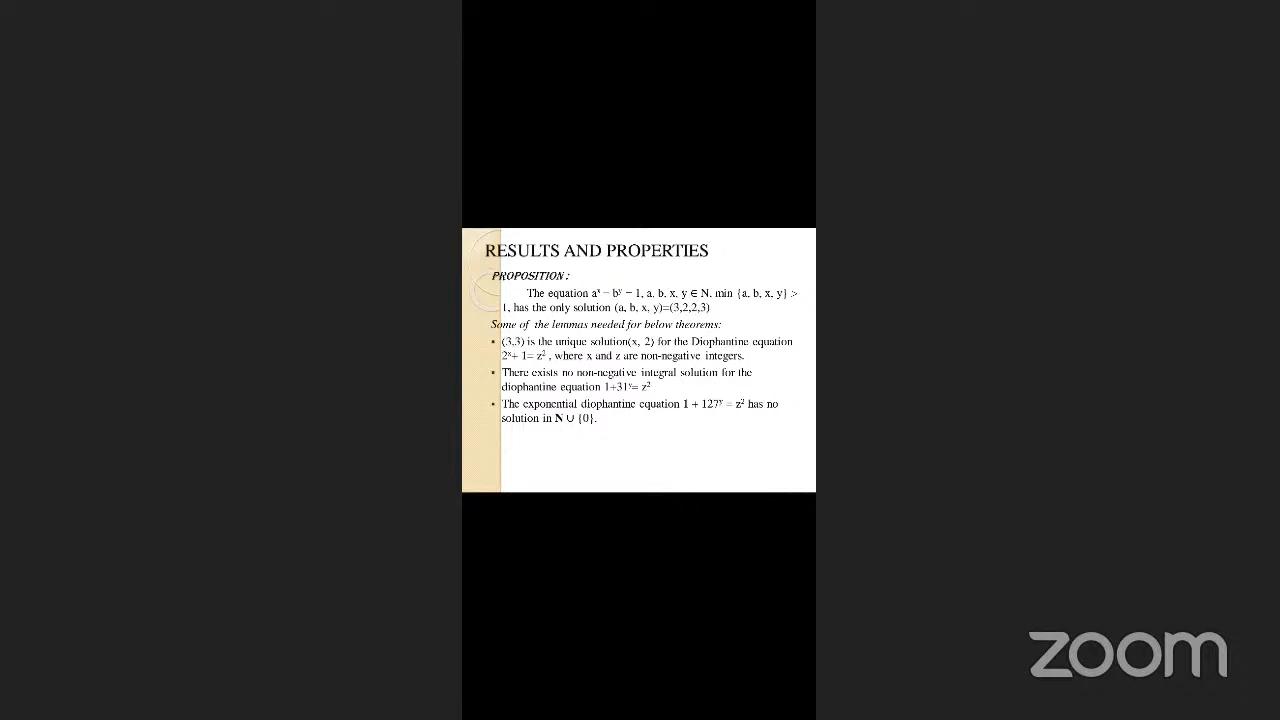 RESULTS AND PROPERTIES
PROPOSITION :
The equation aˣ − bʸ = 1, a, b, x, y ∈ N, min {a, b, x, y} >
1, has the only solution (a, b, x, y)=(3,2,2,3)
Some of the lemmas needed for below theorems:
▪ (3,3) is the unique solution(x, 2) for the Diophantine equation
2ˣ+ 1= z² , where x and z are non-negative integers.
▪ There exists no non-negative integral solution for the
diophantine equation 1+31ʸ= z²
▪ The exponential diophantine equation 1 + 127ʸ = z² has no
solution in N ∪ {0}.
zoom